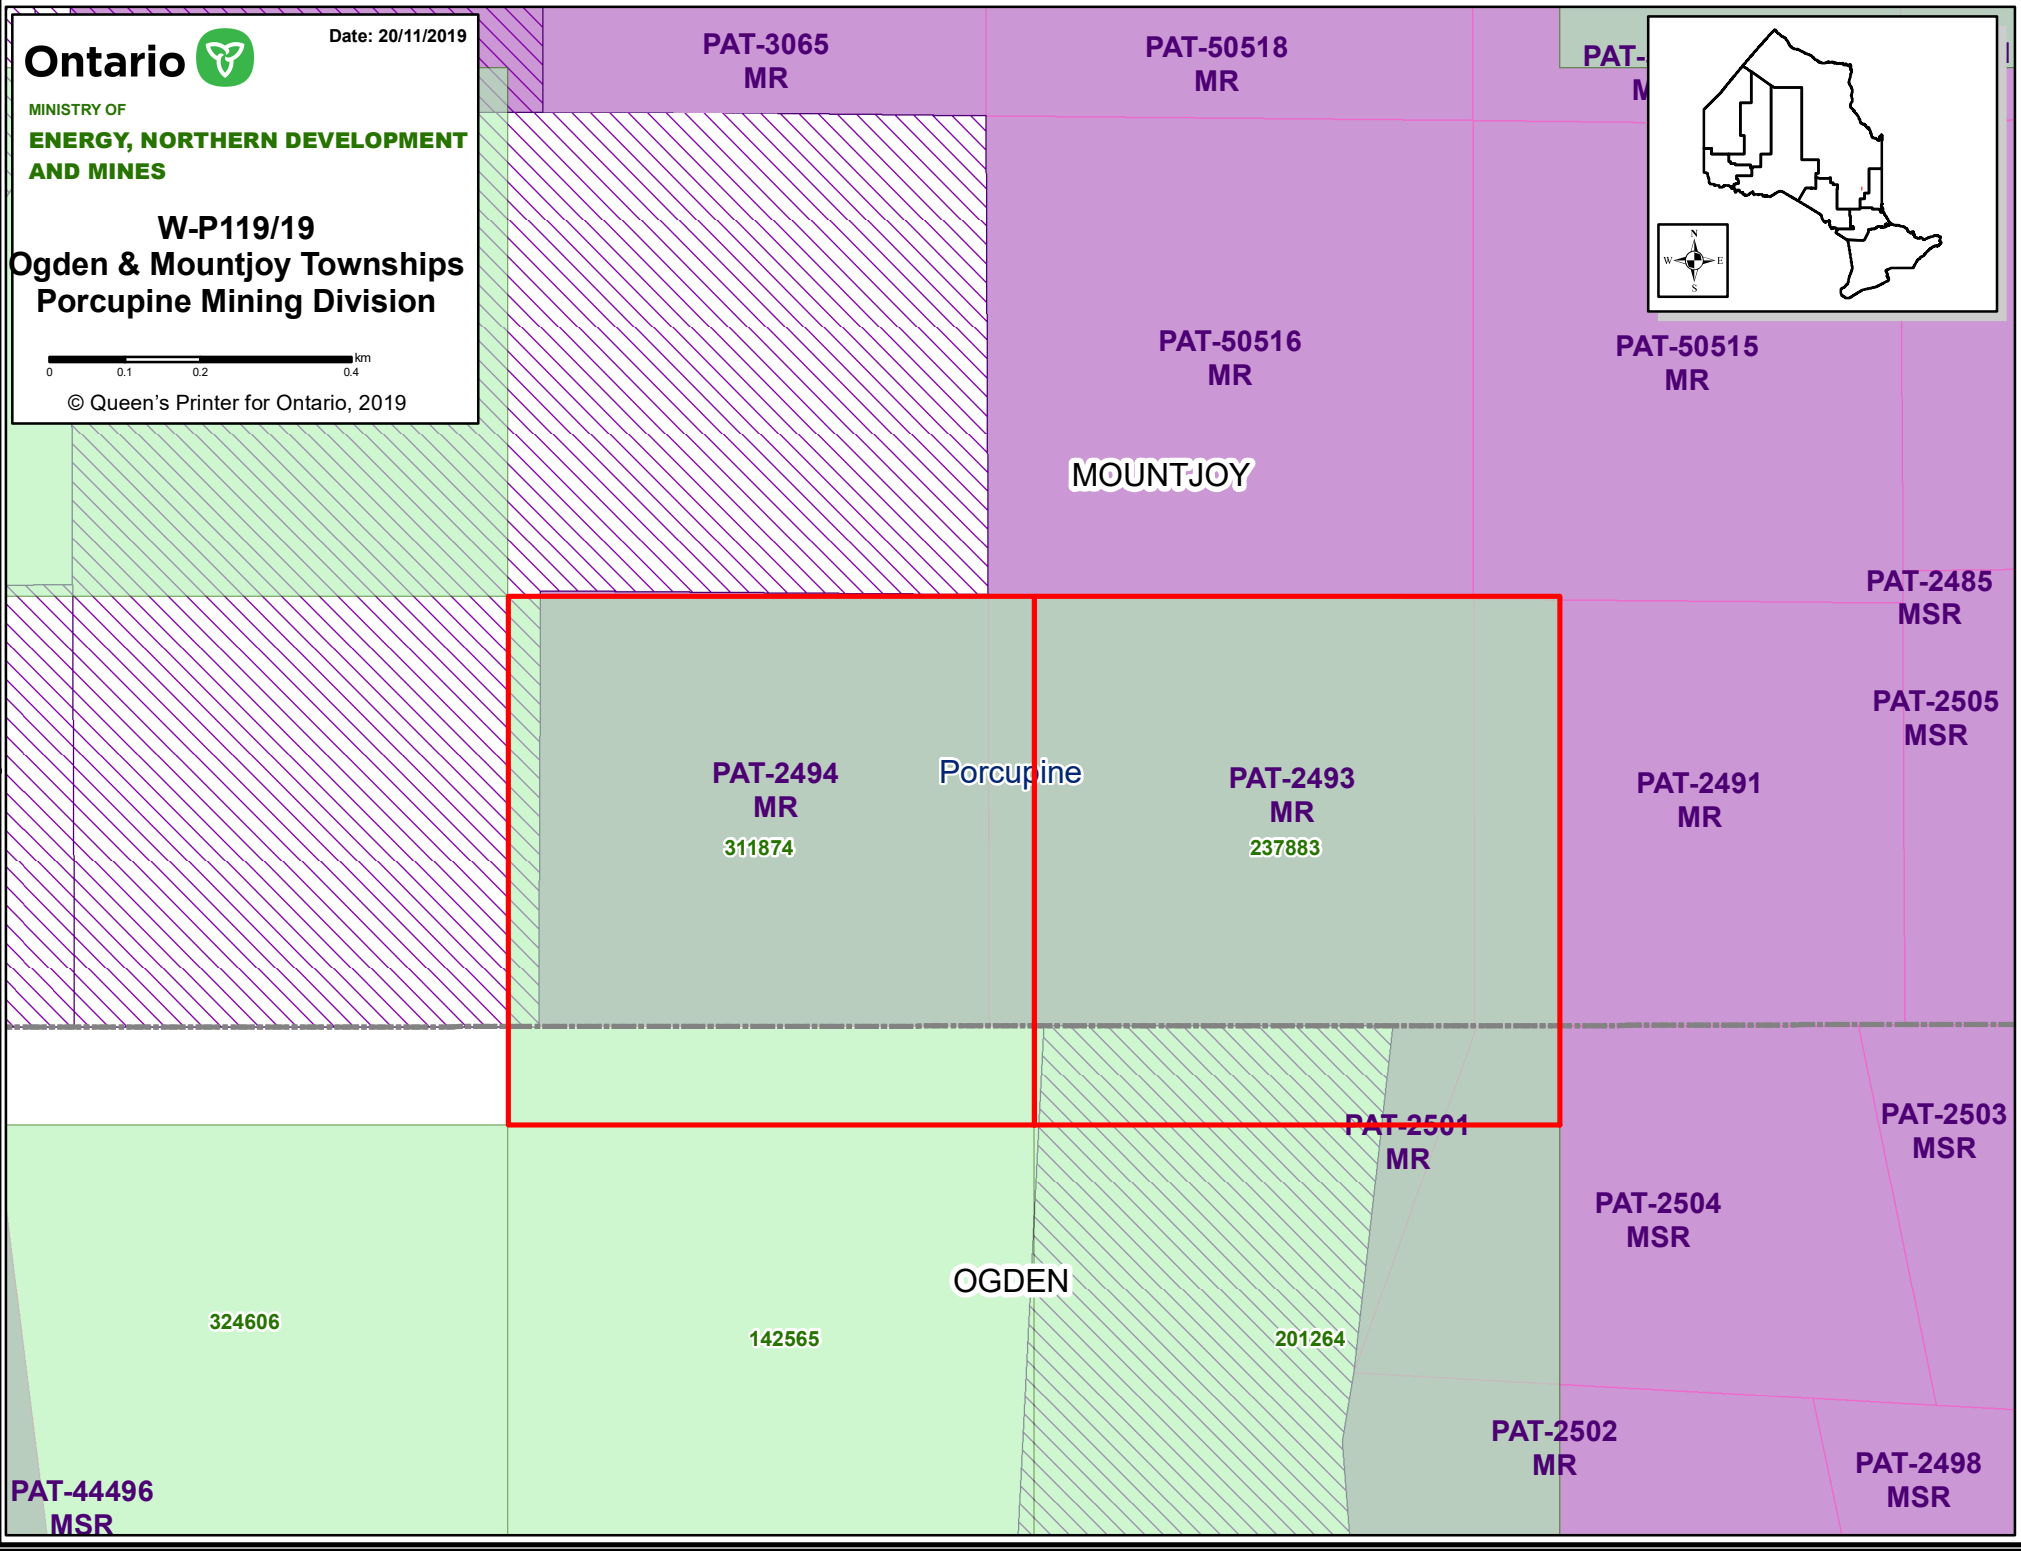 Ontario
Date: 20/11/2019
MINISTRY OF
ENERGY, NORTHERN DEVELOPMENT
AND MINES
W-P119/19
Ogden & Mountjoy Townships
Porcupine Mining Division
km
0 0.1 0.2 0.4
© Queen's Printer for Ontario, 2019
PAT-3065
MR
PAT-50518
MR
PAT-
N
W E
S
PAT-50516
MR
PAT-50515
MR
MOUNTJOY
PAT-2485
MSR
PAT-2505
MSR
PAT-2494
MR
311874
Porcupine
PAT-2493
MR
237883
PAT-2491
MR
PAT-2501
MR
PAT-2503
MSR
PAT-2504
MSR
OGDEN
324606
142565
201264
PAT-2502
MR
PAT-2498
MSR
PAT-44496
MSR